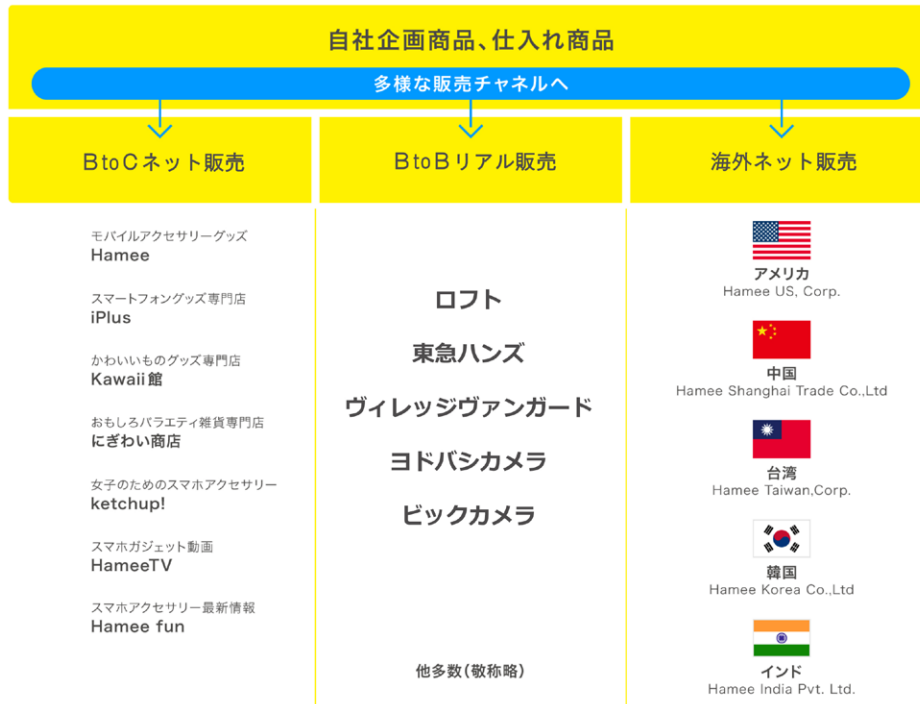 自社企画商品、仕入れ商品
多様な販売チャネルへ
BtoCネット販売
モバイルアクセサリーグッズ
Hamee
スマートフォングッズ専門店
iPlus
かわいいものグッズ専門店
Kawaii館
おもしろバラエティ雑貨専門店
にぎわい商店
女子のためのスマホアクセサリー
ketchup!
スマホガジェット動画
HameeTV
スマホアクセサリー最新情報
Hamee fun
BtoBリアル販売
ロフト
東急ハンズ
ヴィレッジヴァンガード
ヨドバシカメラ
ビックカメラ
他多数(敬称略)
海外ネット販売
アメリカ
Hamee US, Corp.
中国
Hamee Shanghai Trade Co.,Ltd
台湾
Hamee Taiwan,Corp.
韓国
Hamee Korea Co.,Ltd
インド
Hamee India Pvt. Ltd.